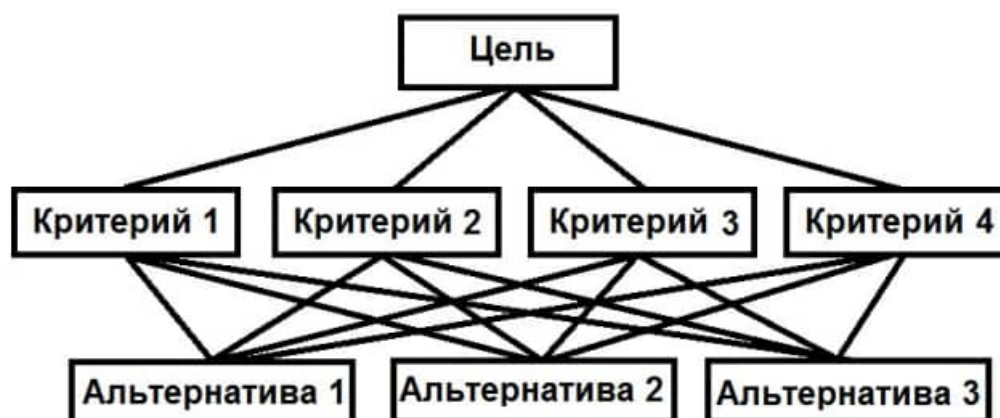 Цель
Критерий 1 Критерий 2 Критерий 3 Критерий 4
Альтернатива 1 Альтернатива 2 Альтернатива 3